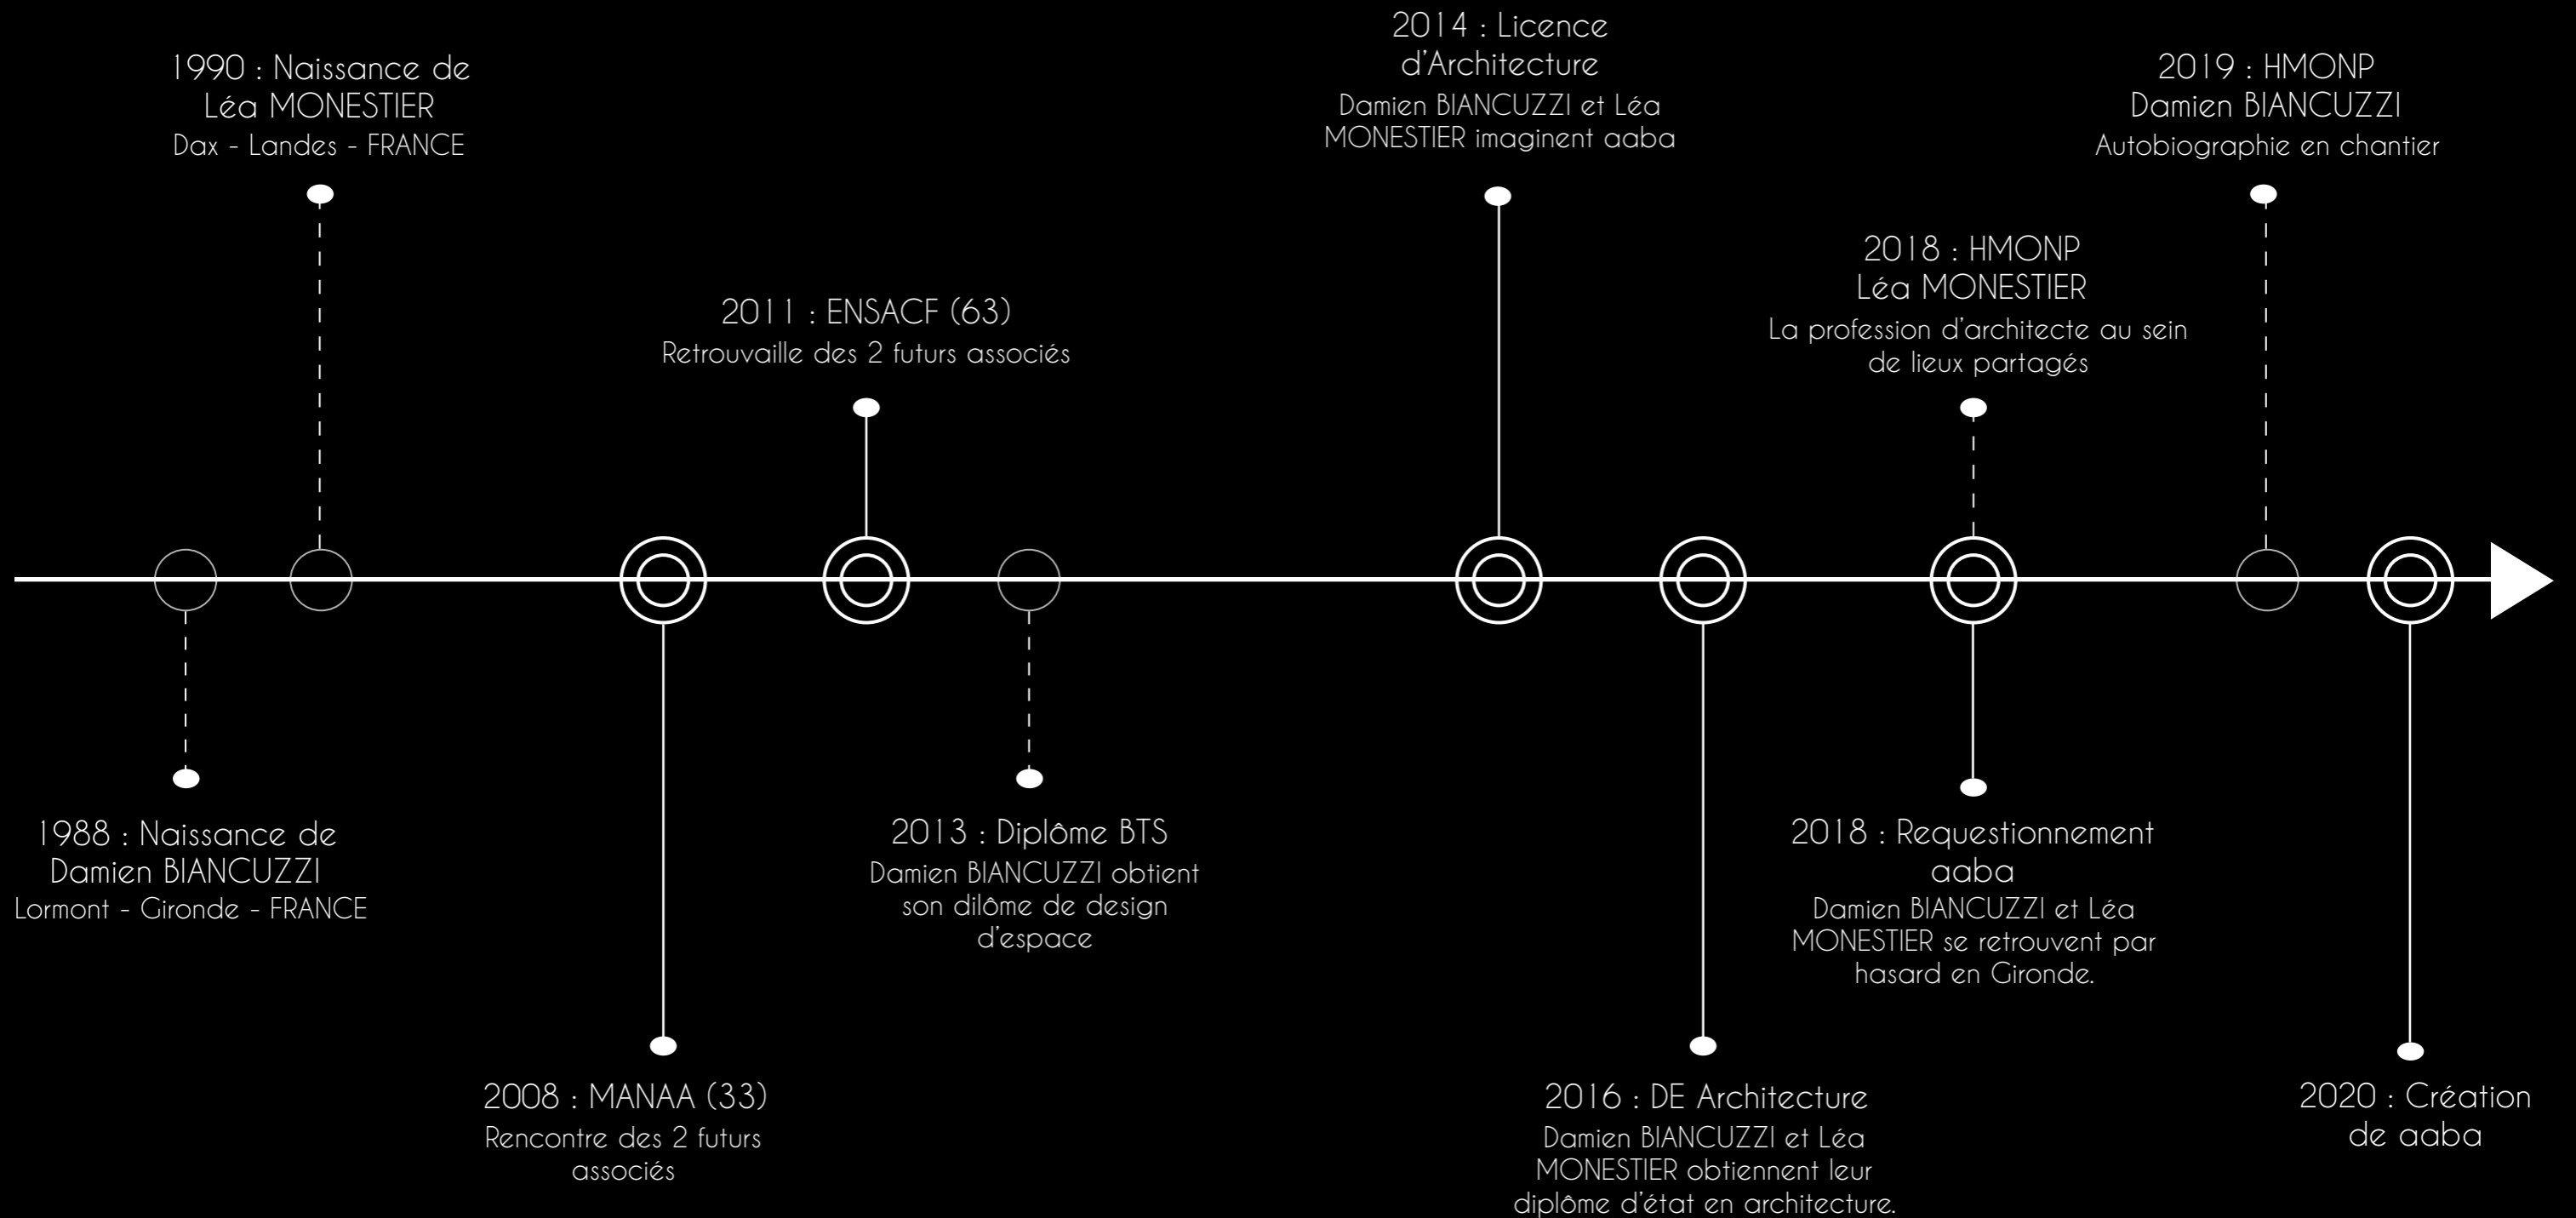 1990 : Naissance de
Léa MONESTIER
Dax - Landes - FRANCE
2014 : Licence
d'Architecture
Damien BIANCUZZI et Léa
MONESTIER imaginent aaba
2019 : HMONP
Damien BIANCUZZI
Autobiographie en chantier
2018 : HMONP
Léa MONESTIER
La profession d'architecte au sein
de lieux partagés
2011 : ENSACF (63)
Retrouvaille des 2 futurs associés
1988 : Naissance de
Damien BIANCUZZI
Lormont - Gironde - FRANCE
2013 : Diplôme BTS
Damien BIANCUZZI obtient
son dilôme de design
d'espace
2018 : Requestionnement
aaba
Damien BIANCUZZI et Léa
MONESTIER se retrouvent par
hasard en Gironde.
2008 : MANAA (33)
Rencontre des 2 futurs
associés
2016 : DE Architecture
Damien BIANCUZZI et Léa
MONESTIER obtiennent leur
diplôme d'état en architecture.
2020 : Création
de aaba